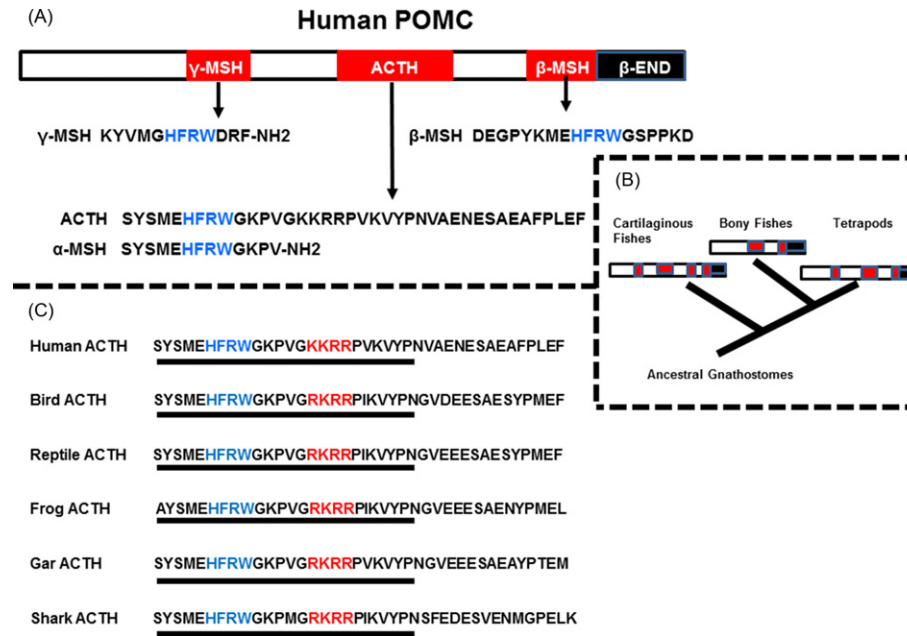 (A)
Human POMC
γ-MSH
ACTH
β-MSH
β-END
γ-MSH KYVMGHFRWDRF-NH2
β-MSH DEGPYKMEHFRWGSPPKD
ACTH SYSMEHFRWGKPVGKKRRPVKVYPNVAENESAEAFPLEF
α-MSH SYSMEHFRWGKPV-NH2
(B)
Cartilaginous
Fishes
Bony Fishes
Tetrapods
Ancestral Gnathostomes
(C)
Human ACTH SYSMEHFRWGKPVGKKRRPVKVYPNVAENESAEAFPLEF
Bird ACTH SYSMEHFRWGKPVGRKRRPIKVYPNGVDEESAESYPMEF
Reptile ACTH SYSMEHFRWGKPVGRKRRPIKVYPNGVEEESAESYPMEF
Frog ACTH AYSMEHFRWGKPVGRKRRPIKVYPNGVEEESAENYPMEL
Gar ACTH SYSMEHFRWGKPVGRKRRPVKVYPNGVEEESAEAYPTEM
Shark ACTH SYSMEHFRWGKPMGRKRRPIKVYPNSFEDESVENMGPELK